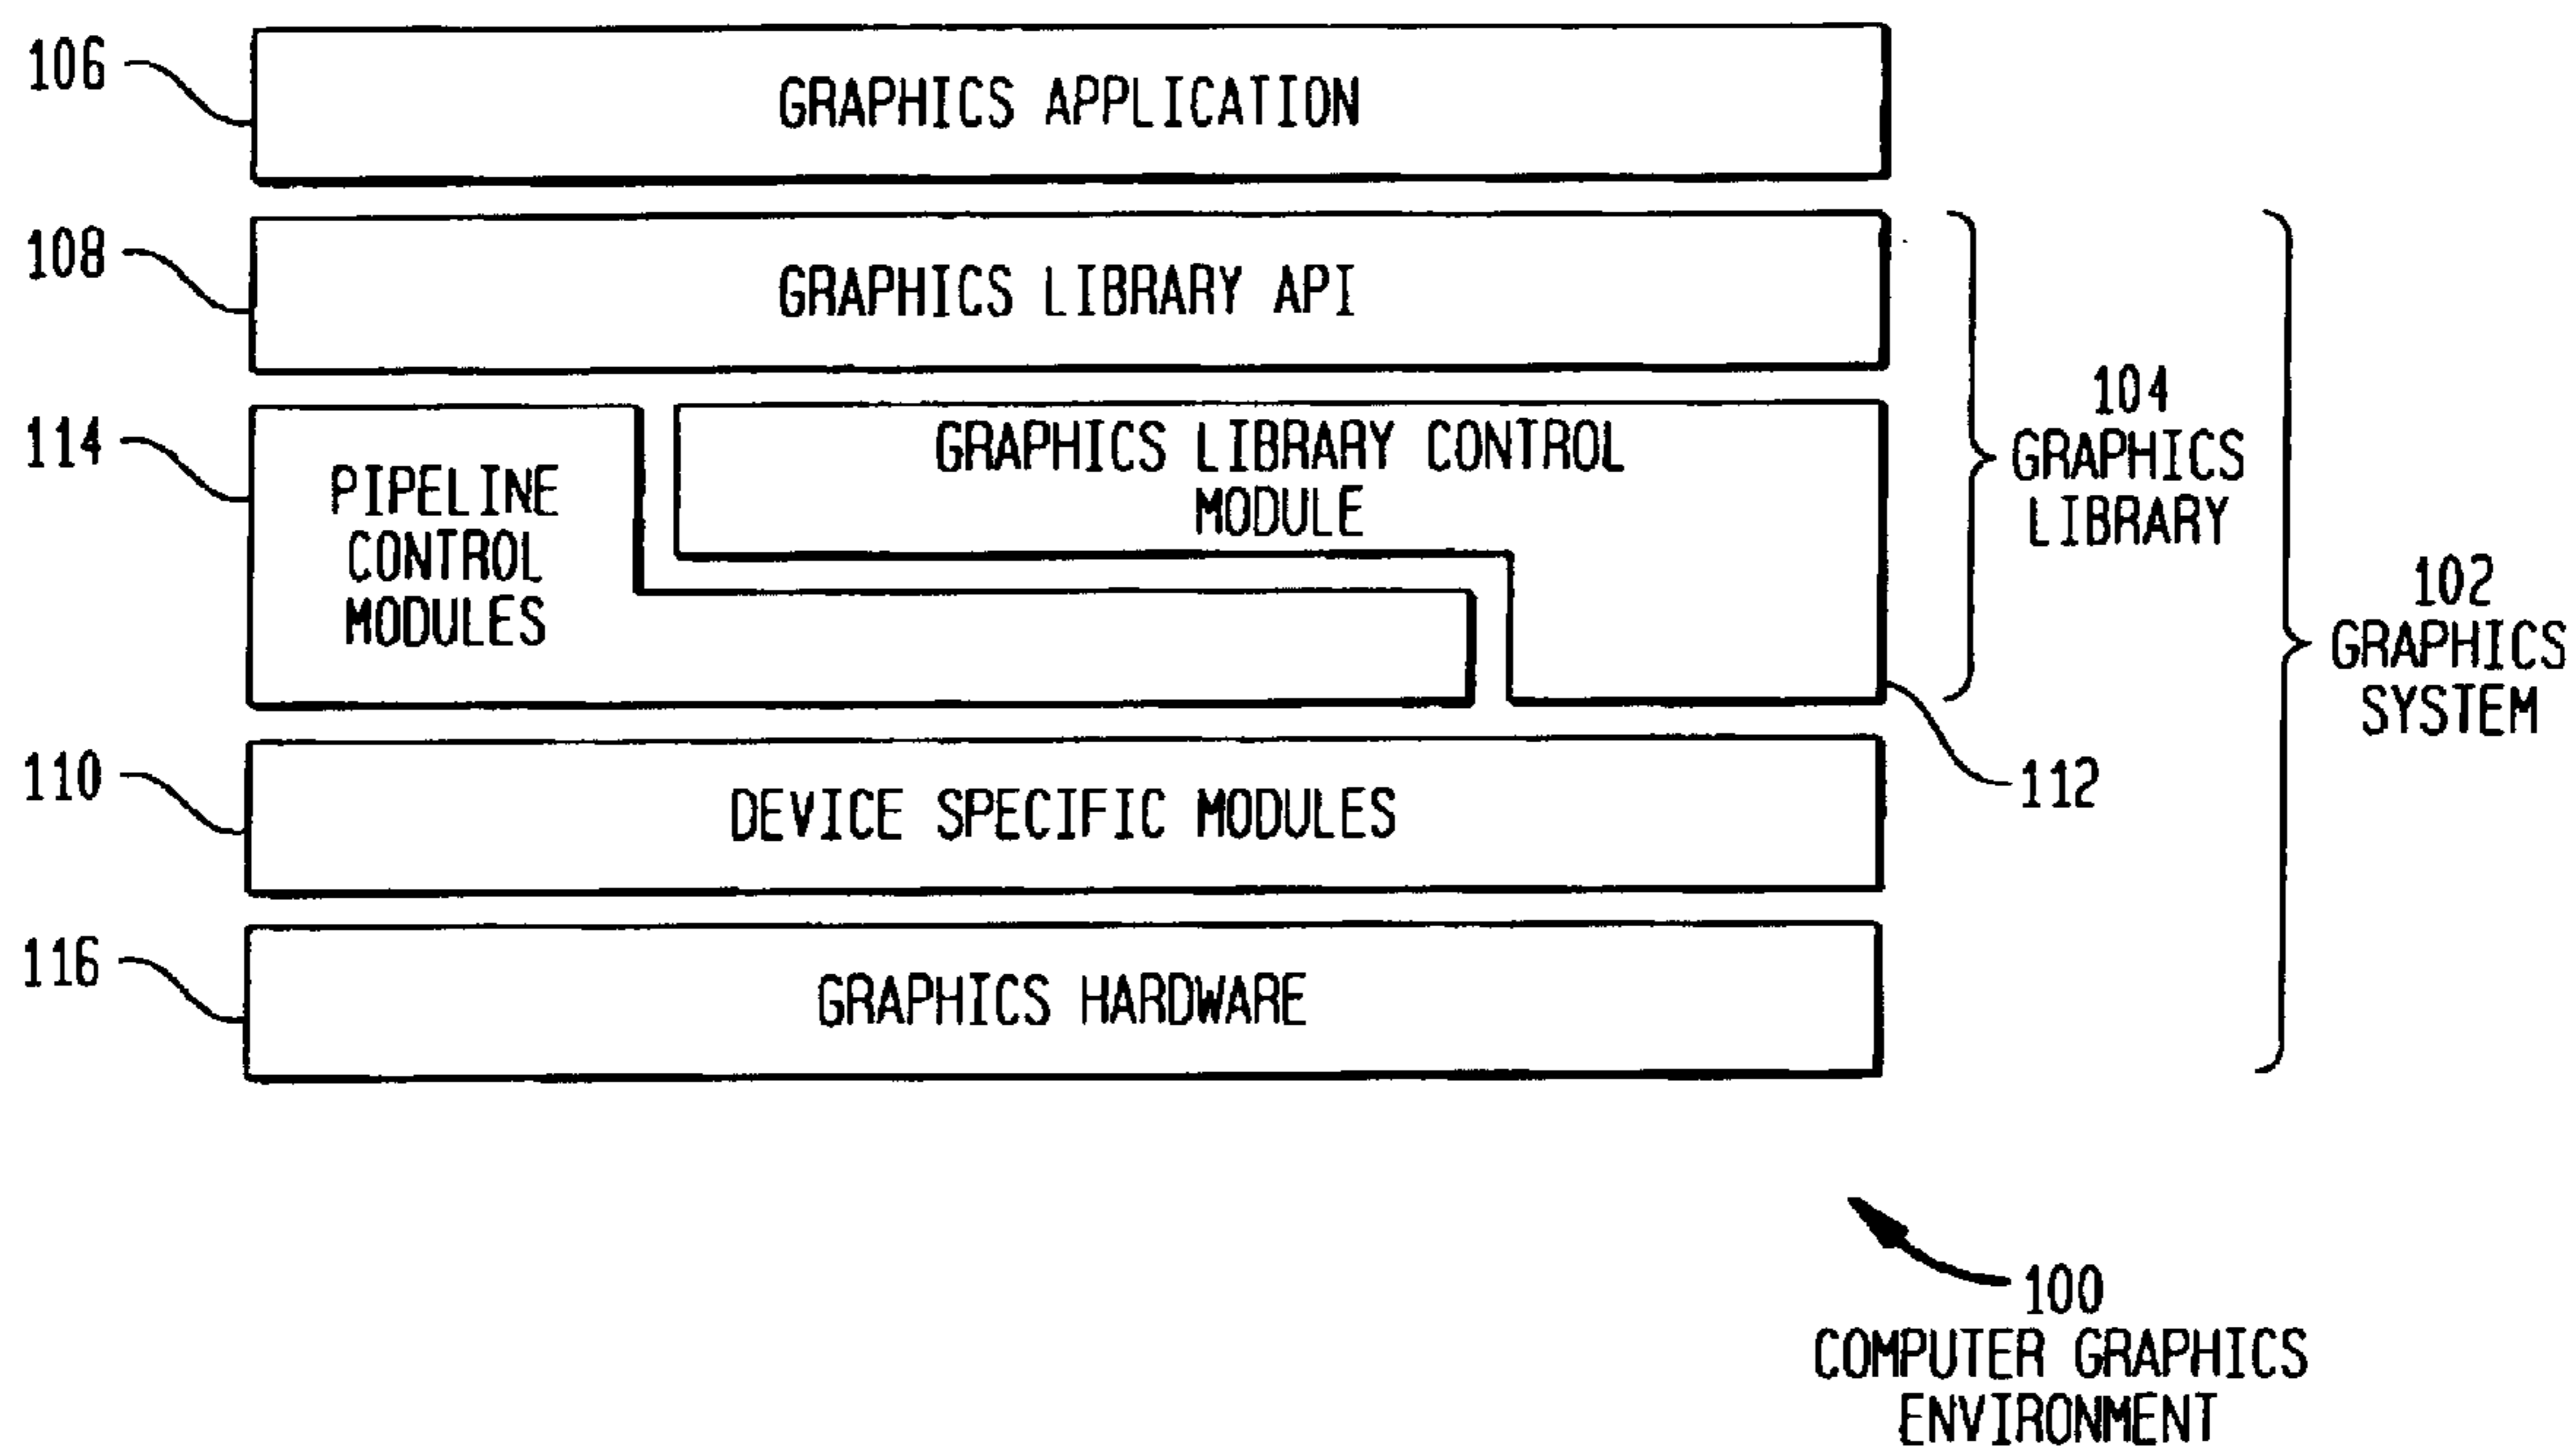 106
GRAPHICS APPLICATION
108
GRAPHICS LIBRARY API
114
PIPELINE
CONTROL
MODULES
GRAPHICS LIBRARY CONTROL
MODULE
104
GRAPHICS
LIBRARY
102
GRAPHICS
SYSTEM
110
DEVICE SPECIFIC MODULES
112
116
GRAPHICS HARDWARE
100
COMPUTER GRAPHICS
ENVIRONMENT